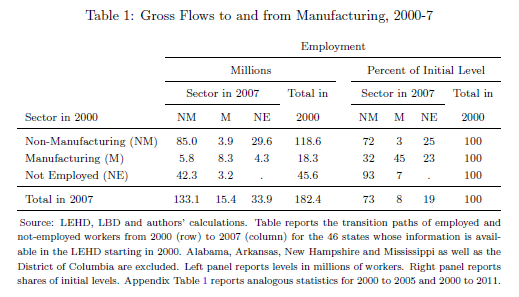 Table 1: Gross Flows to and from Manufacturing, 2000-7
Employment
Millions Percent of Initial Level
Sector in 2007 Total in Sector in 2007 Total in
Sector in 2000 NM M NE 2000 NM M NE 2000
Non-Manufacturing (NM) 85.0 3.9 29.6 118.6 72 3 25 100
Manufacturing (M) 5.8 8.3 4.3 18.3 32 45 23 100
Not Employed (NE) 42.3 3.2 . 45.6 93 7 . 100
Total in 2007 133.1 15.4 33.9 182.4 73 8 19 100
Source: LEHD, LBD and authors' calculations. Table reports the transition paths of employed and
not-employed workers from 2000 (row) to 2007 (column) for the 46 states whose information is avail-
able in the LEHD starting in 2000. Alabama, Arkansas, New Hampshire and Mississippi as well as the
District of Columbia are excluded. Left panel reports levels in millions of workers. Right panel reports
shares of initial levels. Appendix Table 1 reports analogous statistics for 2000 to 2005 and 2000 to 2011.